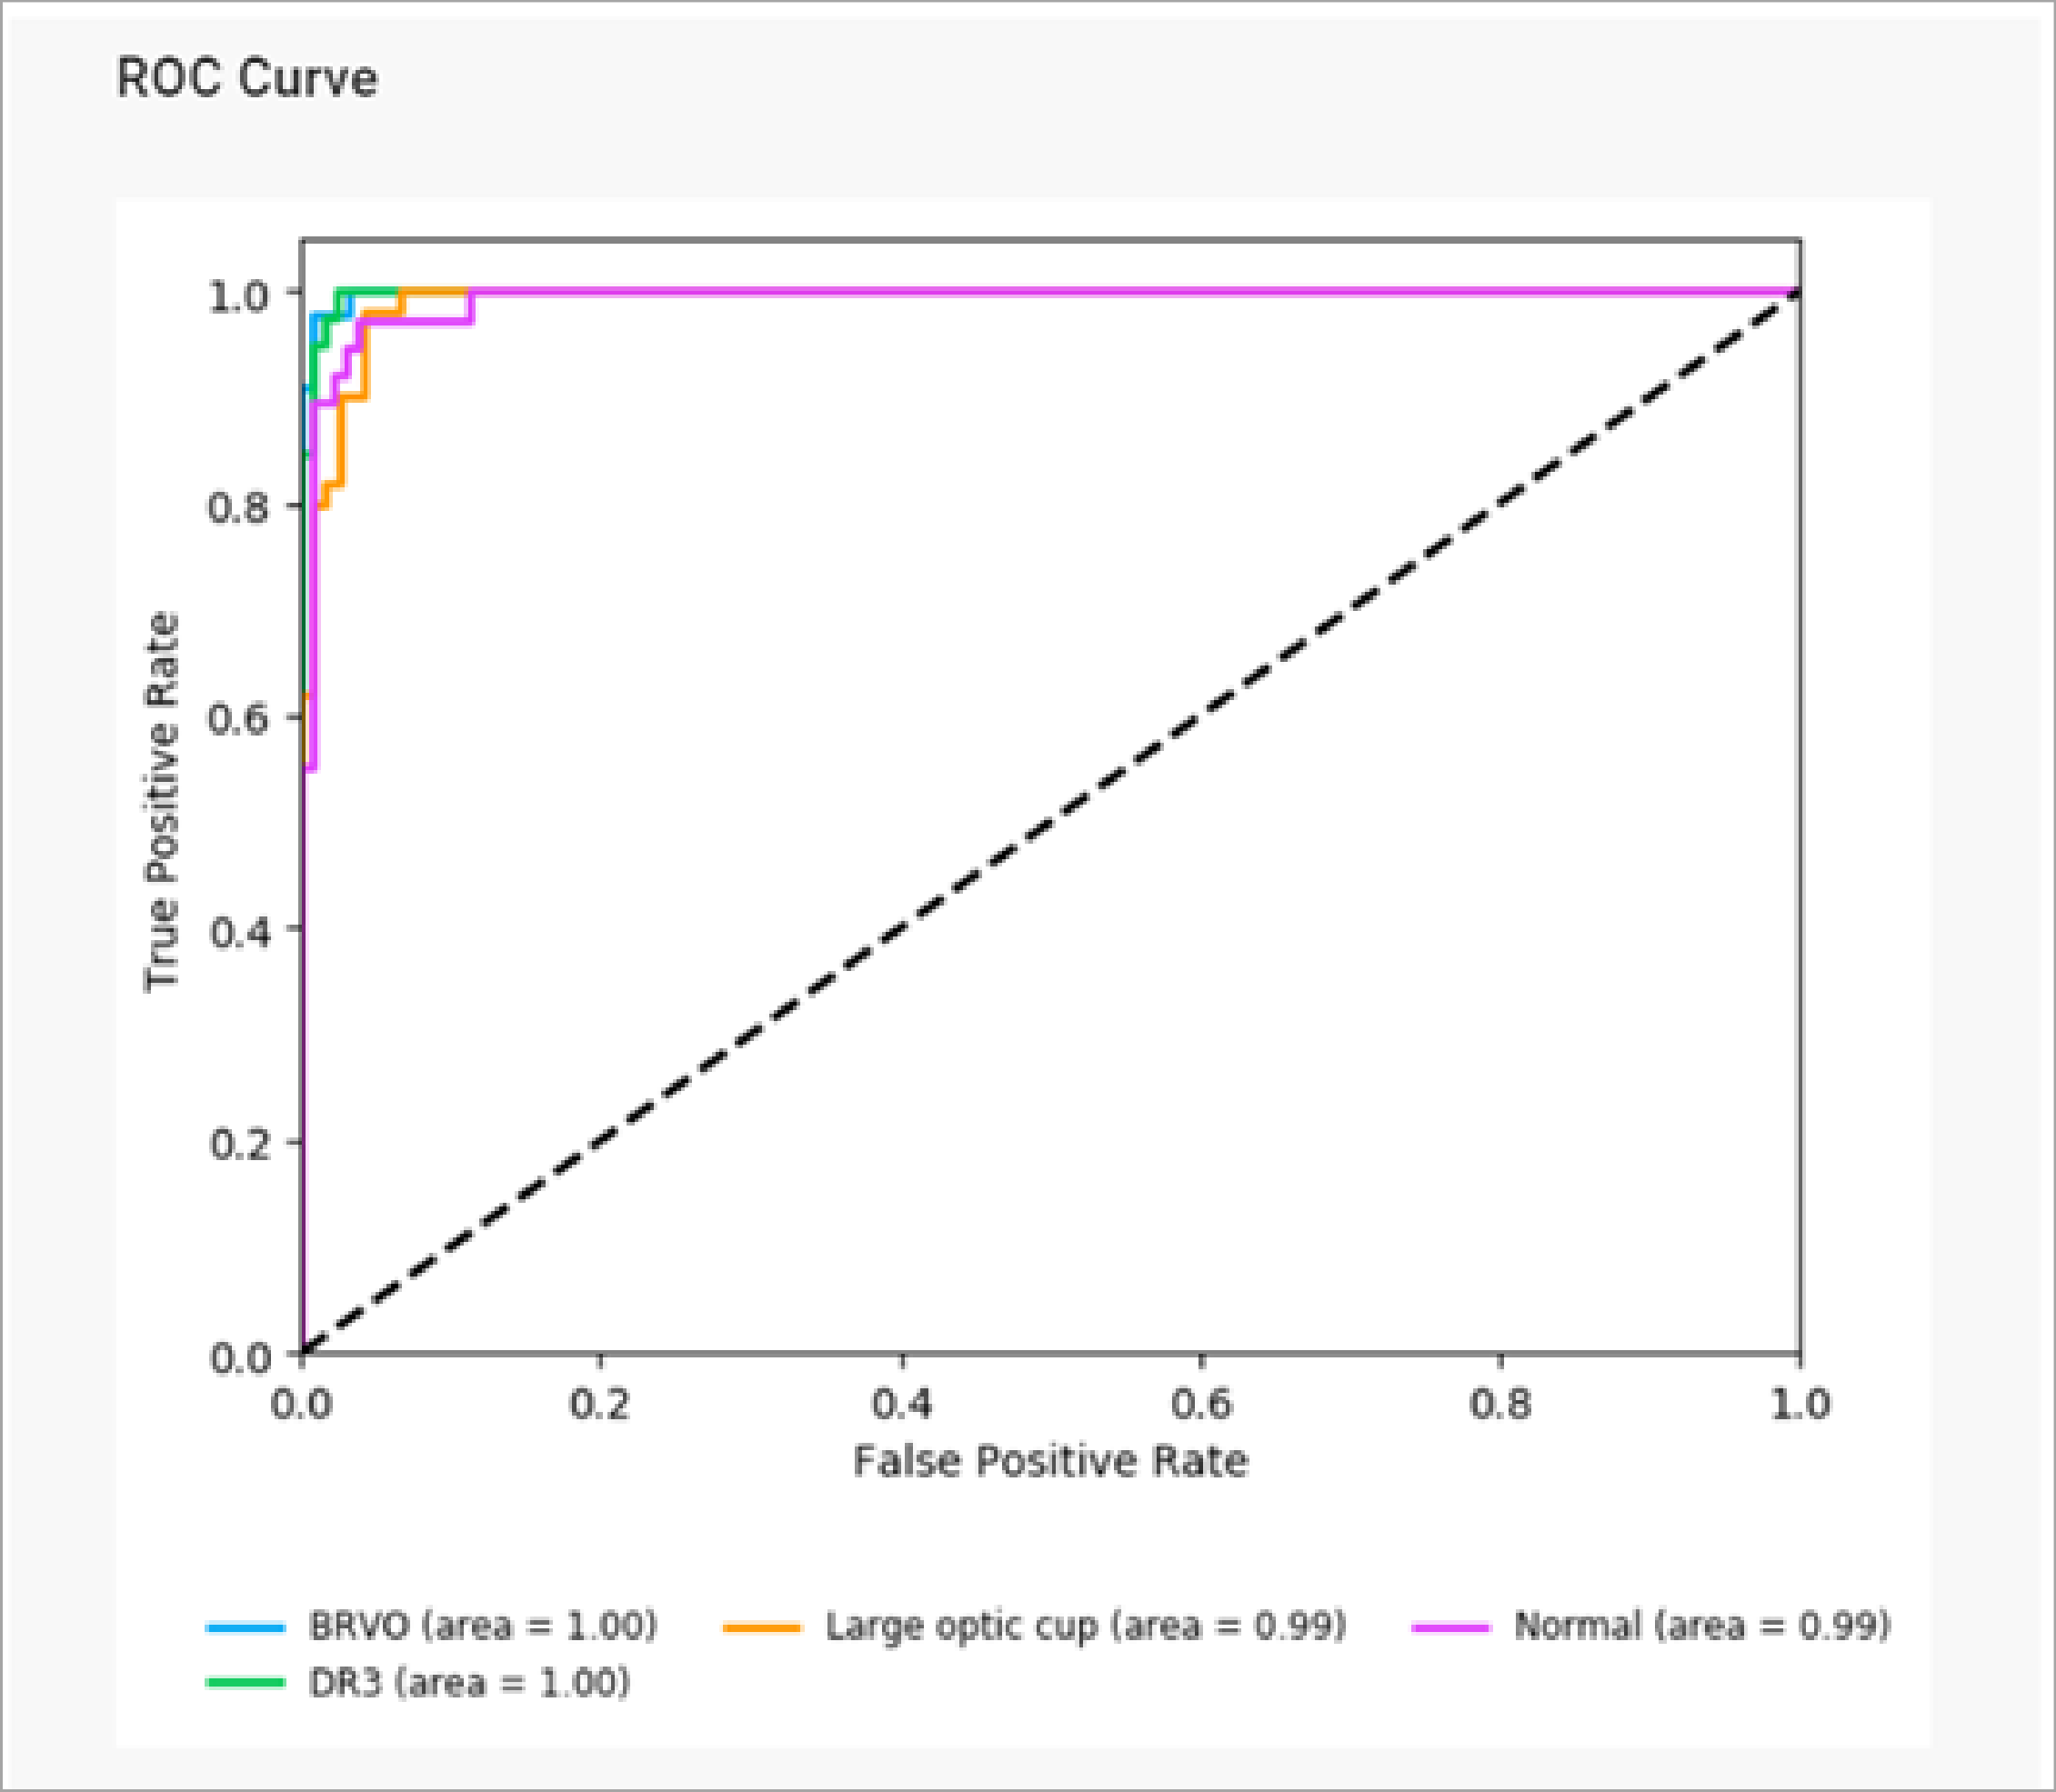 ROC Curve
1.0
0.8
0.6
0.4
0.2
0.0
True Positive Rate
0.0 0.2 0.4 0.6 0.8 1.0
False Positive Rate
BRVO (area = 1.00) Large optic cup (area = 0.99) Normal (area = 0.99)
DR3 (area = 1.00)